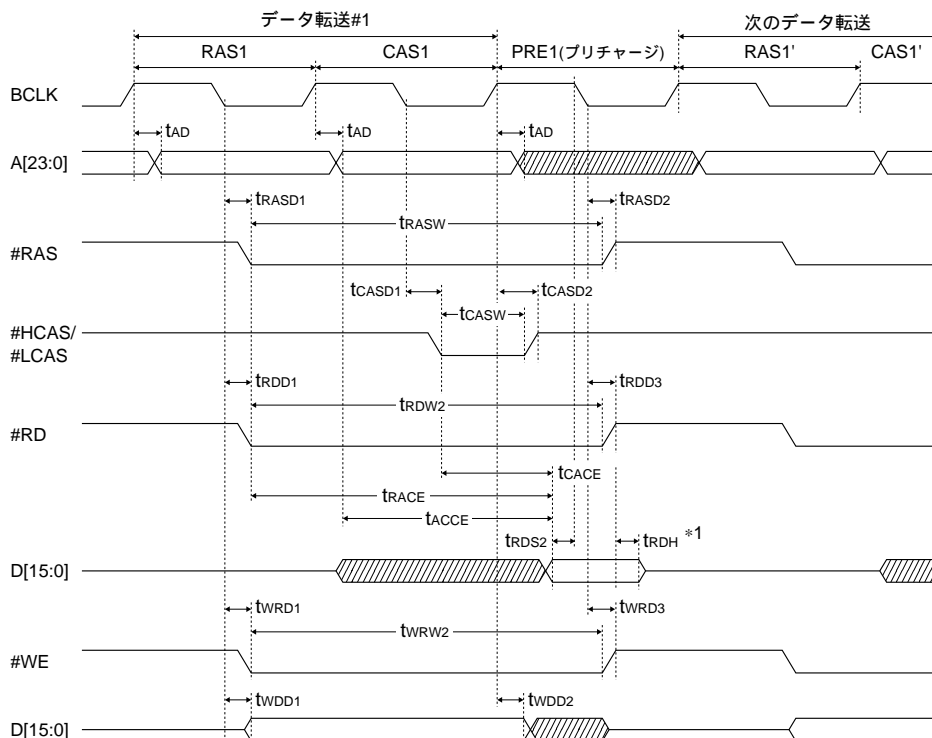 データ転送#1
次のデータ転送
RAS1 CAS1 PRE1(プリチャージ) RAS1' CAS1'
BCLK
tAD tAD tAD
A[23:0]
tRASD1 tRASD2
tRASW
#RAS
tCASD1 tCASD2
tCASW
#HCAS/
#LCAS
tRDD1 tRDD3
tRDW2
#RD
tCACE
tRACE
tACCE
tRDS2 tRDH *1
D[15:0]
tWRD1 tWRD3
tWRW2
#WE
tWDD1 tWDD2
D[15:0]